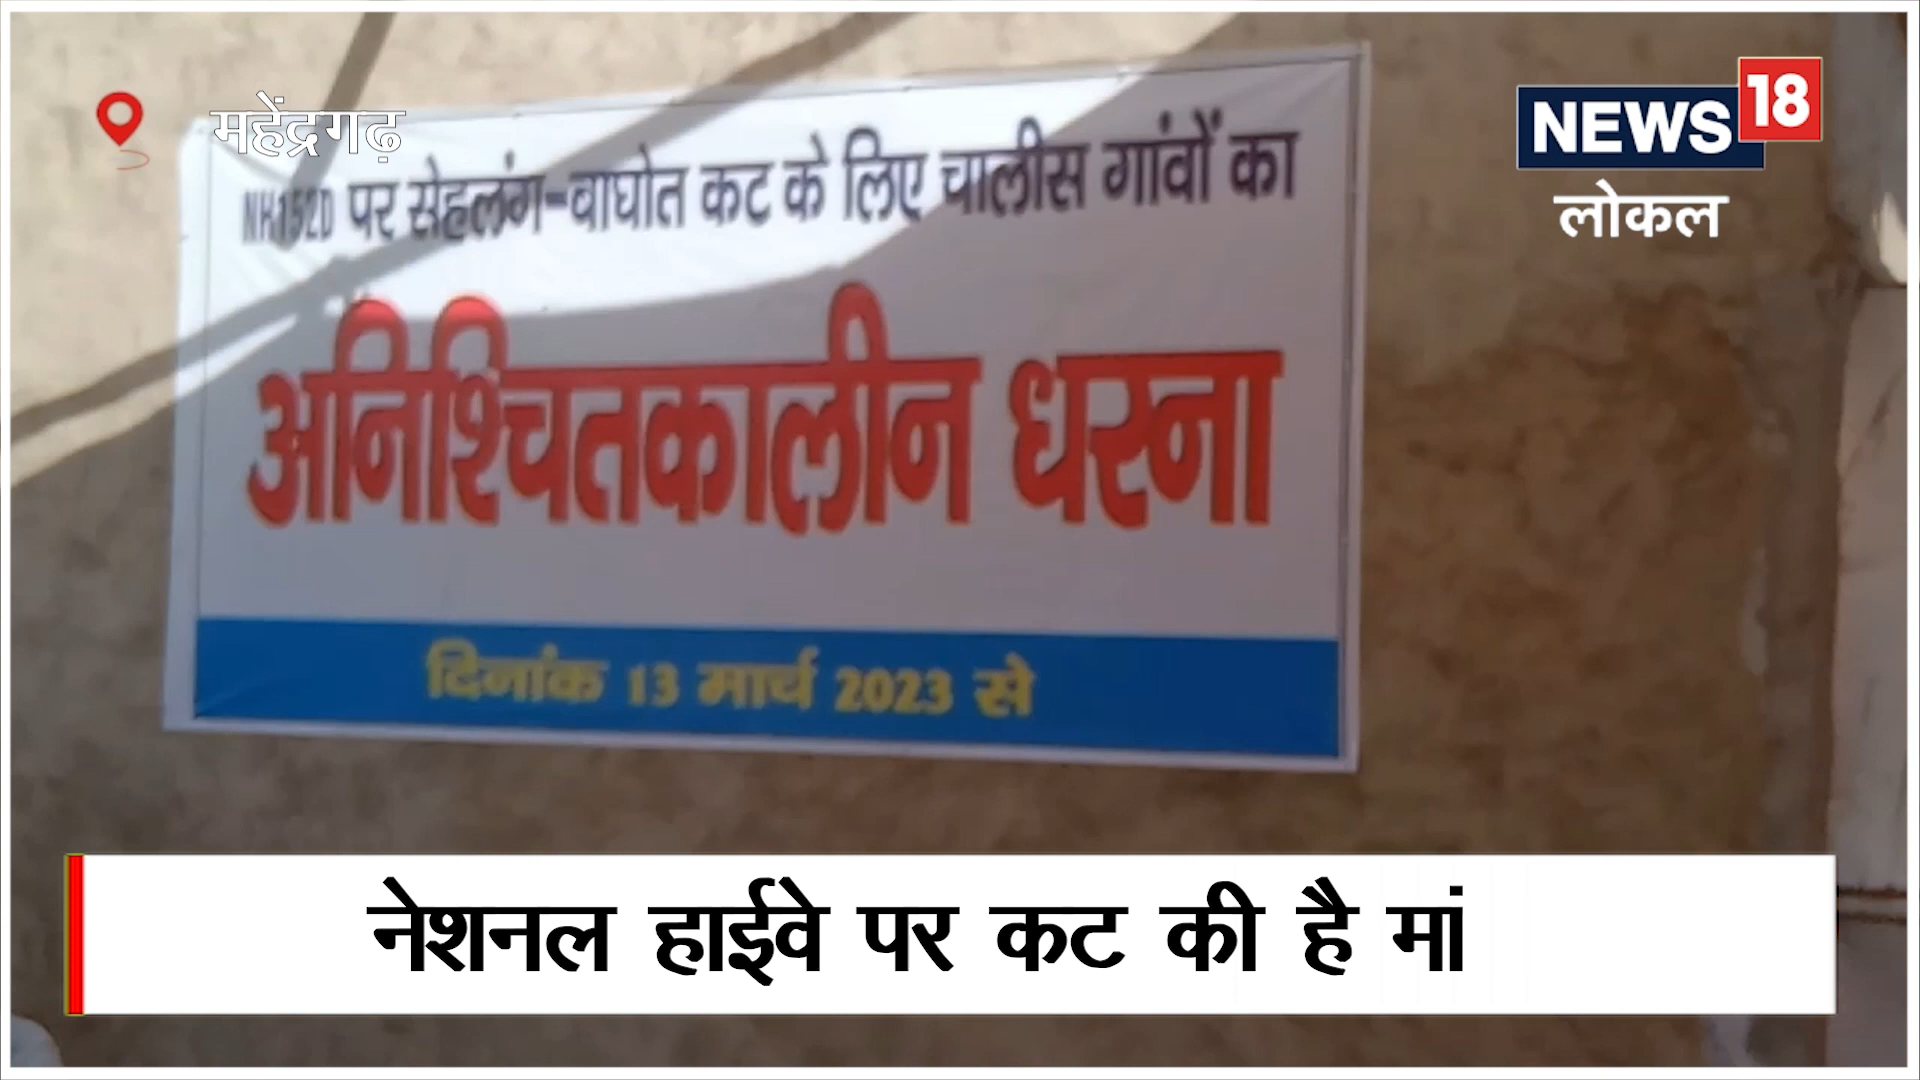 महेंद्रगढ़
NEWS 18
लोकल
NH152D पर सेहलंग-बाघोत कट के लिए चालीस गांवों का
अनिश्चितकालीन धरना
दिनांक 13 मार्च 2023 से
नेशनल हाईवे पर कट की है मां